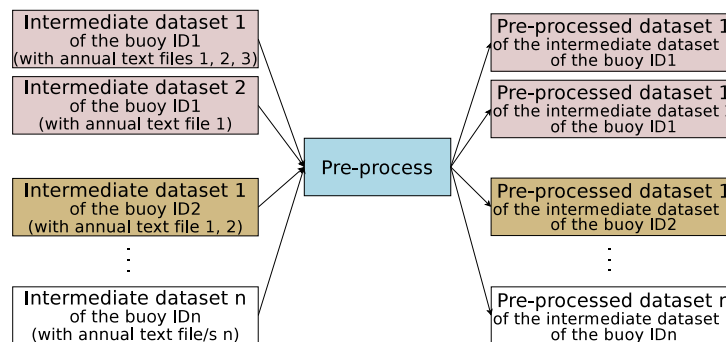 Intermediate dataset 1
of the buoy ID1
(with annual text files 1, 2, 3)
Intermediate dataset 2
of the buoy ID1
(with annual text file 1)
Intermediate dataset 1
of the buoy ID2
(with annual text file 1, 2)
Intermediate dataset n
of the buoy IDn
(with annual text file/s n)
Pre-process
Pre-processed dataset 1
of the intermediate dataset
of the buoy ID1
Pre-processed dataset 1
of the intermediate dataset
of the buoy ID1
Pre-processed dataset 1
of the intermediate dataset
of the buoy ID2
Pre-processed dataset n
of the intermediate dataset
of the buoy IDn